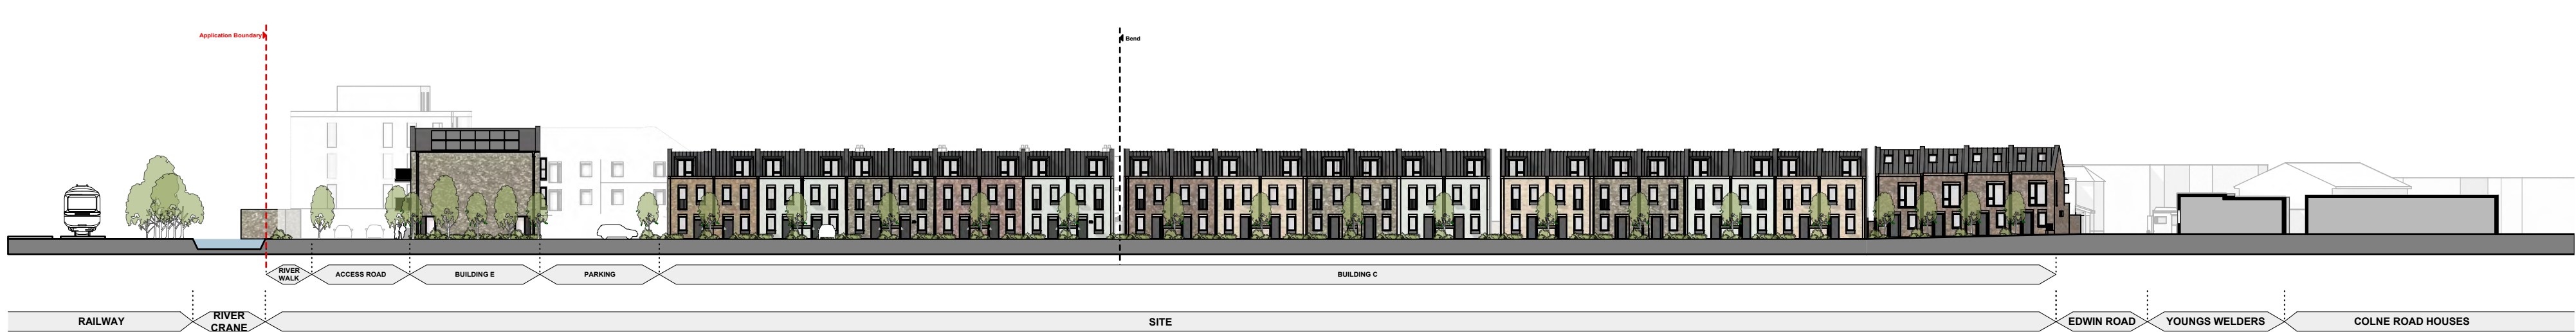 Application Boundary
Bend
RIVER
WALK
ACCESS ROAD
BUILDING E
PARKING
BUILDING C
RAILWAY
RIVER
CRANE
SITE
EDWIN ROAD
YOUNGS WELDERS
COLNE ROAD HOUSES